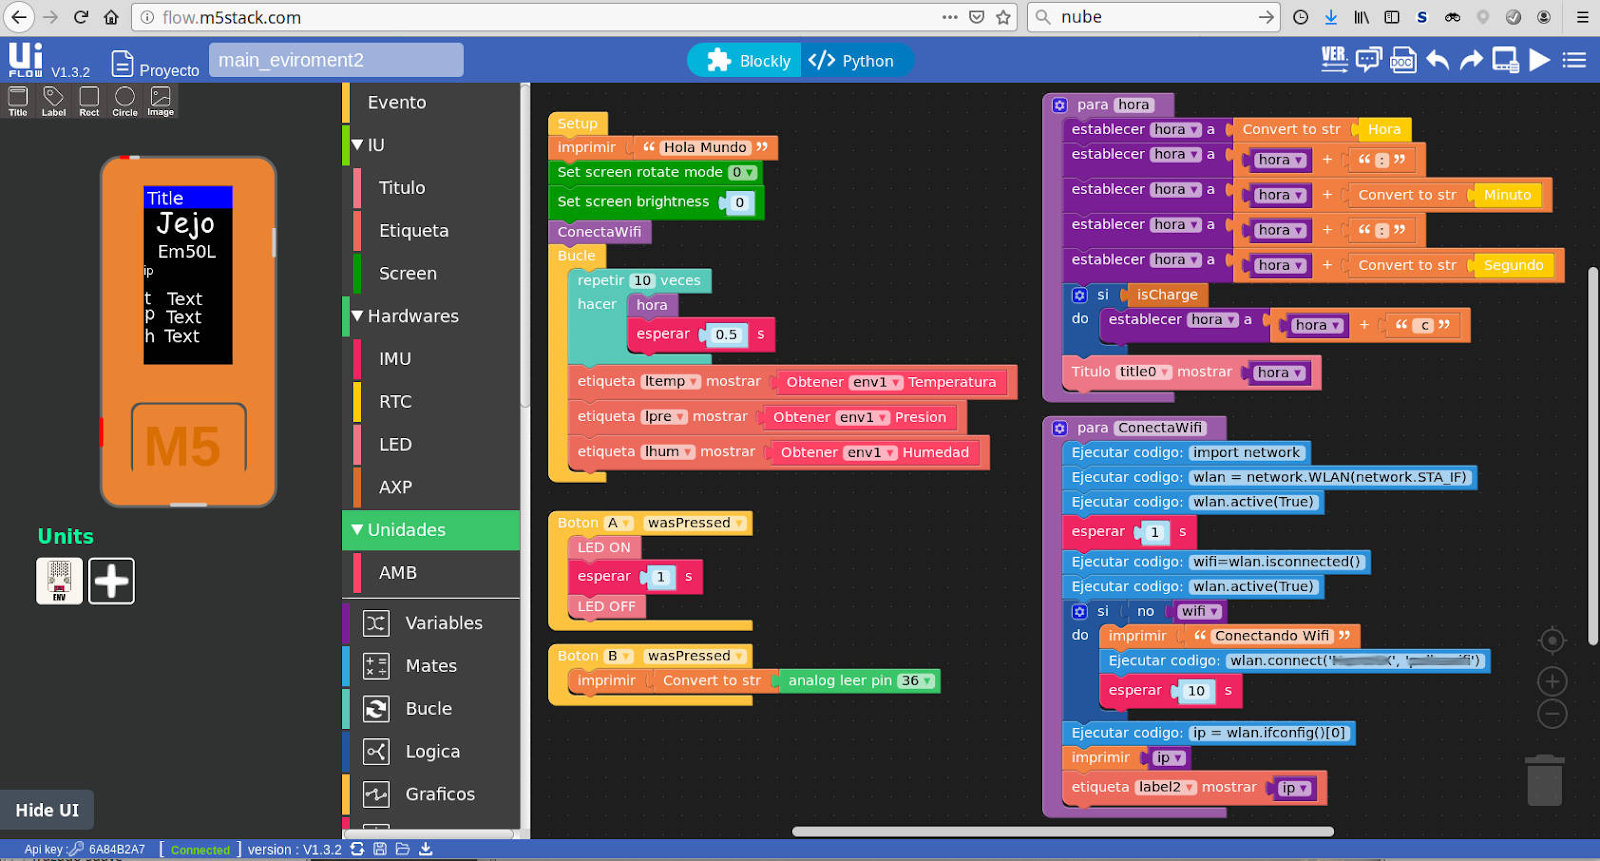 flow.m5stack.com
nube
Ui
FLOW V1.3.2
Proyecto
main_eviroment2
Blockly
Python
VER.
DOC
Title
Label
Rect
Circle
Image
Title
Jejo
Em50L
ip
t Text
p Text
h Text
M5
Units
ENV
Hide UI
Evento
IU
Titulo
Etiqueta
Screen
Hardwares
IMU
RTC
LED
AXP
Unidades
AMB
Variables
Mates
Bucle
Logica
Graficos
Setup
imprimir “ Hola Mundo ”
Set screen rotate mode 0
Set screen brightness 0
ConectaWifi
Bucle
repetir 10 veces
hacer hora
esperar 0.5 s
etiqueta ltemp mostrar Obtener env1 Temperatura
etiqueta lpre mostrar Obtener env1 Presion
etiqueta lhum mostrar Obtener env1 Humedad
Boton A wasPressed
LED ON
esperar 1 s
LED OFF
Boton B wasPressed
imprimir Convert to str analog leer pin 36
para hora
establecer hora a Convert to str Hora
establecer hora a hora + “ : ”
establecer hora a hora + Convert to str Minuto
establecer hora a hora + “ : ”
establecer hora a hora + Convert to str Segundo
si isCharge
do establecer hora a hora + “ c ”
Titulo title0 mostrar hora
para ConectaWifi
Ejecutar codigo: import network
Ejecutar codigo: wlan = network.WLAN(network.STA_IF)
Ejecutar codigo: wlan.active(True)
esperar 1 s
Ejecutar codigo: wifi=wlan.isconnected()
Ejecutar codigo: wlan.active(True)
si no wifi
do imprimir “ Conectando Wifi ”
Ejecutar codigo: wlan.connect('
esperar 10 s
Ejecutar codigo: ip = wlan.ifconfig()[0]
imprimir ip
etiqueta label2 mostrar ip
Api key : 6A84B2A7 [ Connected ] version : V1.3.2